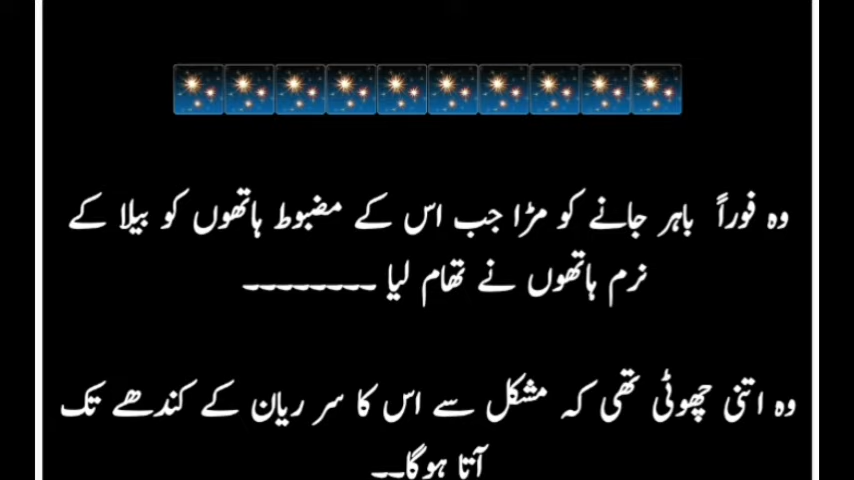 وہ فوراً باہر جانے کو مڑا جب اس کے مضبوط ہاتھوں کو بیلا کے
نرم ہاتھوں نے تھام لیا ۔۔۔۔۔۔۔۔
وہ اتنی چھوٹی تھی کہ مشکل سے اس کا سر ریان کے کندھے تک
آتا ہوگا۔۔